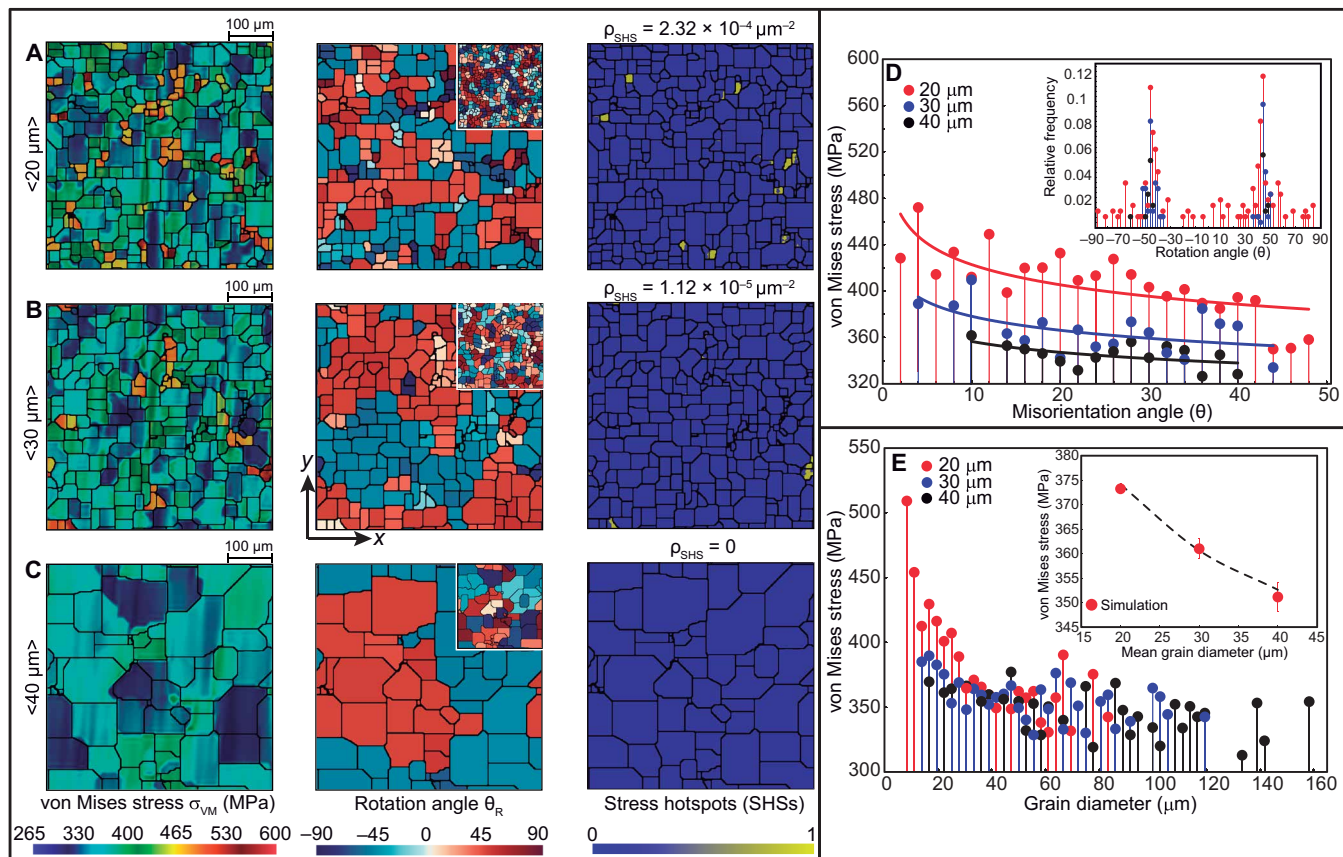 100 µm
A
<20 µm>
ρSHS = 2.32 × 10⁻⁴ µm⁻²
100 µm
B
<30 µm>
y
x
ρSHS = 1.12 × 10⁻⁵ µm⁻²
100 µm
C
<40 µm>
ρSHS = 0
von Mises stress σVM (MPa)
265 330 400 465 530 600
Rotation angle θR
−90 −45 0 45 90
Stress hotspots (SHSs)
0 1
D
20 µm
30 µm
40 µm
von Mises stress (MPa)
600
560
520
480
440
400
360
320
0 10 20 30 40 50
Misorientation angle (θ)
Relative frequency
0.12
0.1
0.08
0.06
0.04
0.02
−90 −70 −50 −30 −10 10 30 50 70 90
Rotation angle (θ)
E
20 µm
30 µm
40 µm
von Mises stress (MPa)
550
500
450
400
350
300
0 20 40 60 80 100 120 140 160
Grain diameter (µm)
von Mises stress (MPa)
380
375
370
365
360
355
350
345
Simulation
15 20 25 30 35 40 45
Mean grain diameter (µm)